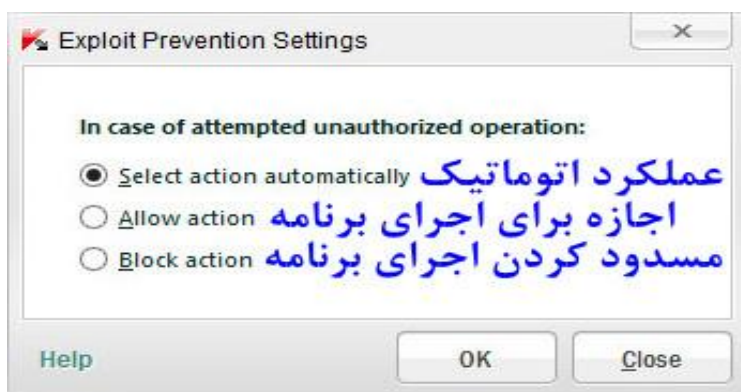 Exploit Prevention Settings
In case of attempted unauthorized operation:
Select action automatically عملکرد اتوماتیک
Allow action اجازه برای اجرای برنامه
Block action مسدود کردن اجرای برنامه
Help OK Close